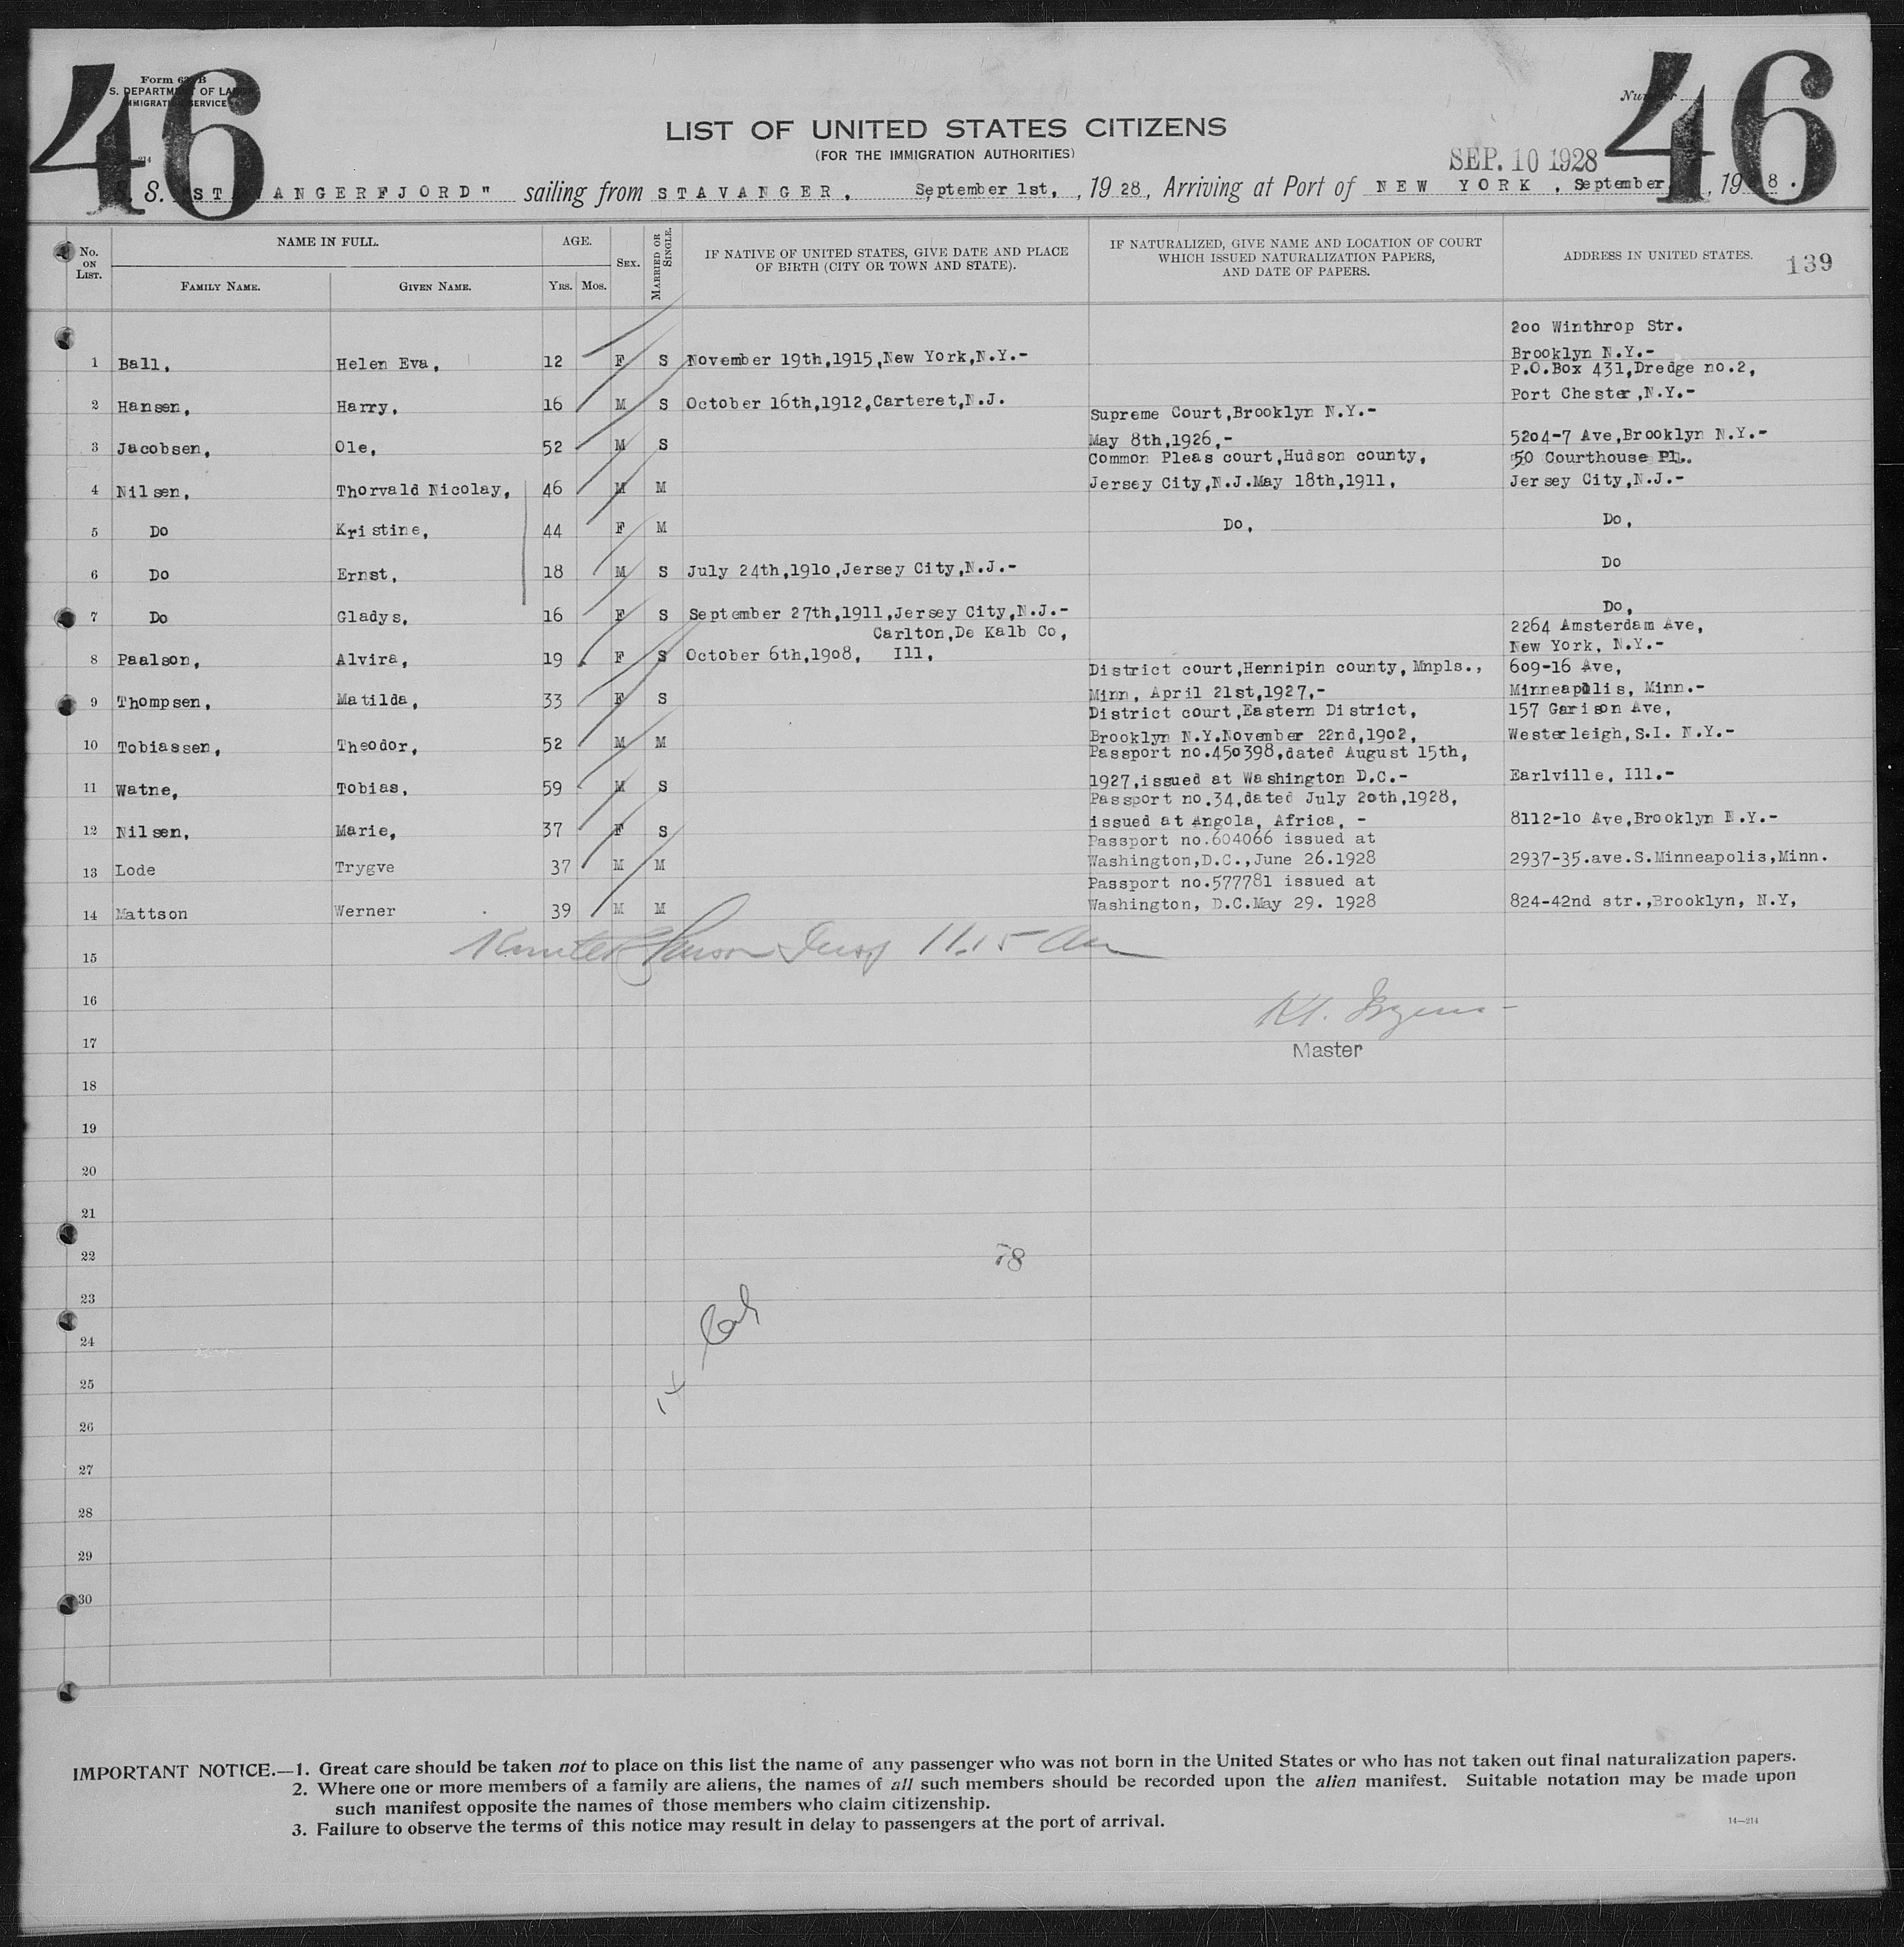 46
46
Form 630 B
S. DEPARTMENT OF LABOR
IMMIGRATION SERVICE
Number
LIST OF UNITED STATES CITIZENS
(FOR THE IMMIGRATION AUTHORITIES)
SEP. 10 1928
S. S. "STAVANGERFJORD" sailing from STAVANGER, September 1st, , 1928, Arriving at Port of NEW YORK, September , 1928.
No. ON LIST.
NAME IN FULL.
FAMILY NAME.
GIVEN NAME.
AGE.
YRS. MOS.
SEX.
MARRIED OR SINGLE.
IF NATIVE OF UNITED STATES, GIVE DATE AND PLACE OF BIRTH (CITY OR TOWN AND STATE).
IF NATURALIZED, GIVE NAME AND LOCATION OF COURT WHICH ISSUED NATURALIZATION PAPERS, AND DATE OF PAPERS.
ADDRESS IN UNITED STATES.
139
200 Winthrop Str.
1 Ball, Helen Eva, 12 F S November 19th,1915,New York,N.Y.- Brooklyn N.Y.-
P.O.Box 431,Dredge no.2,
2 Hansen, Harry, 16 M S October 16th,1912,Carteret,N.J. Port Chester,N.Y.-
Supreme Court,Brooklyn N.Y.-
3 Jacobsen, Ole, 52 M S May 8th,1926,- 5204-7 Ave,Brooklyn N.Y.-
Common Pleas court,Hudson county, 50 Courthouse Pl.
4 Nilsen, Thorvald Nicolay, 46 M M Jersey City,N.J.May 18th,1911, Jersey City,N.J.-
5 Do Kristine, 44 F M Do, Do,
6 Do Ernst, 18 M S July 24th,1910,Jersey City,N.J.- Do
7 Do Gladys, 16 F S September 27th,1911,Jersey City,N.J.- Do,
Carlton,De Kalb Co, 2264 Amsterdam Ave,
8 Paalson, Alvira, 19 F S October 6th,1908, Ill, New York, N.Y.-
District court,Hennipin county, Mnpls., 609-16 Ave,
9 Thompsen, Matilda, 33 F S Minn, April 21st,1927,- Minneapolis, Minn.-
District court,Eastern District, 157 Garison Ave,
10 Tobiassen, Theodor, 52 M M Brooklyn N.Y.November 22nd,1902, Westerleigh,S.I. N.Y.-
Passport no.450398,dated August 15th,
11 Watne, Tobias, 59 M S 1927,issued at Washington D.C.- Earlville, Ill.-
Passport no.34,dated July 20th,1928,
12 Nilsen, Marie, 37 F S issued at Angola, Africa, - 8112-10 Ave,Brooklyn N.Y.-
Passport no.604066 issued at
13 Lode Trygve 37 M M Washington,D.C.,June 26.1928 2937-35.ave.S.Minneapolis,Minn.
Passport no.577781 issued at
14 Mattson Werner 39 M M Washington, D.C.May 29. 1928 824-42nd str.,Brooklyn, N.Y,
11.15 am
15
16
17
Master
18
19
20
21
22
78
23
24
25
26
27
28
29
30
IMPORTANT NOTICE.—1. Great care should be taken not to place on this list the name of any passenger who was not born in the United States or who has not taken out final naturalization papers.
2. Where one or more members of a family are aliens, the names of all such members should be recorded upon the alien manifest. Suitable notation may be made upon
such manifest opposite the names of those members who claim citizenship.
3. Failure to observe the terms of this notice may result in delay to passengers at the port of arrival.
14—214